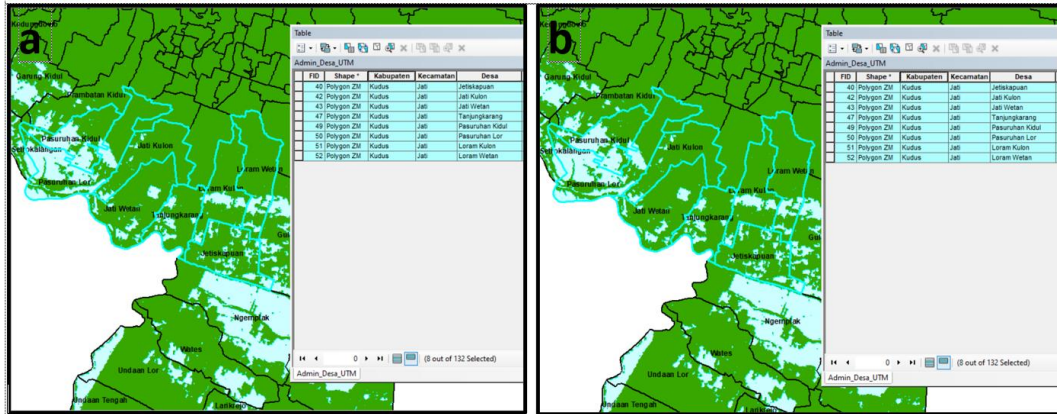 a
Kedungdowo
Garung Kidul
Prambatan Kidul
Pasuruhan Kidul
Jati Kulon
Setrokalangan
Pasuruhan Lor
Loram Wetan
Loram Kulon
Jati Wetan
Tanjungkarang
Jetiskapuan
Ngemplak
Wates
Undaan Lor
Undaan Tengah
Larikrejo
Table
Admin_Desa_UTM
FID Shape * Kabupaten Kecamatan Desa
40 Polygon ZM Kudus Jati Jetiskapuan
42 Polygon ZM Kudus Jati Jati Kulon
43 Polygon ZM Kudus Jati Jati Wetan
47 Polygon ZM Kudus Jati Tanjungkarang
49 Polygon ZM Kudus Jati Pasuruhan Kidul
50 Polygon ZM Kudus Jati Pasuruhan Lor
51 Polygon ZM Kudus Jati Loram Kulon
52 Polygon ZM Kudus Jati Loram Wetan
0 (8 out of 132 Selected)
Admin_Desa_UTM
b
Garung Kidul
Prambatan Kidul
Pasuruhan Kidul
Jati Kulon
Setrokalangan
Pasuruhan Lor
Loram Wetan
Loram Kulon
Jati Wetan
Tanjungkarang
Jetiskapuan
Ngemplak
Wates
Undaan Lor
Undaan Tengah
Larikrejo
Table
Admin_Desa_UTM
FID Shape * Kabupaten Kecamatan Desa
40 Polygon ZM Kudus Jati Jetiskapuan
42 Polygon ZM Kudus Jati Jati Kulon
43 Polygon ZM Kudus Jati Jati Wetan
47 Polygon ZM Kudus Jati Tanjungkarang
49 Polygon ZM Kudus Jati Pasuruhan Kidul
50 Polygon ZM Kudus Jati Pasuruhan Lor
51 Polygon ZM Kudus Jati Loram Kulon
52 Polygon ZM Kudus Jati Loram Wetan
0 (8 out of 132 Selected)
Admin_Desa_UTM